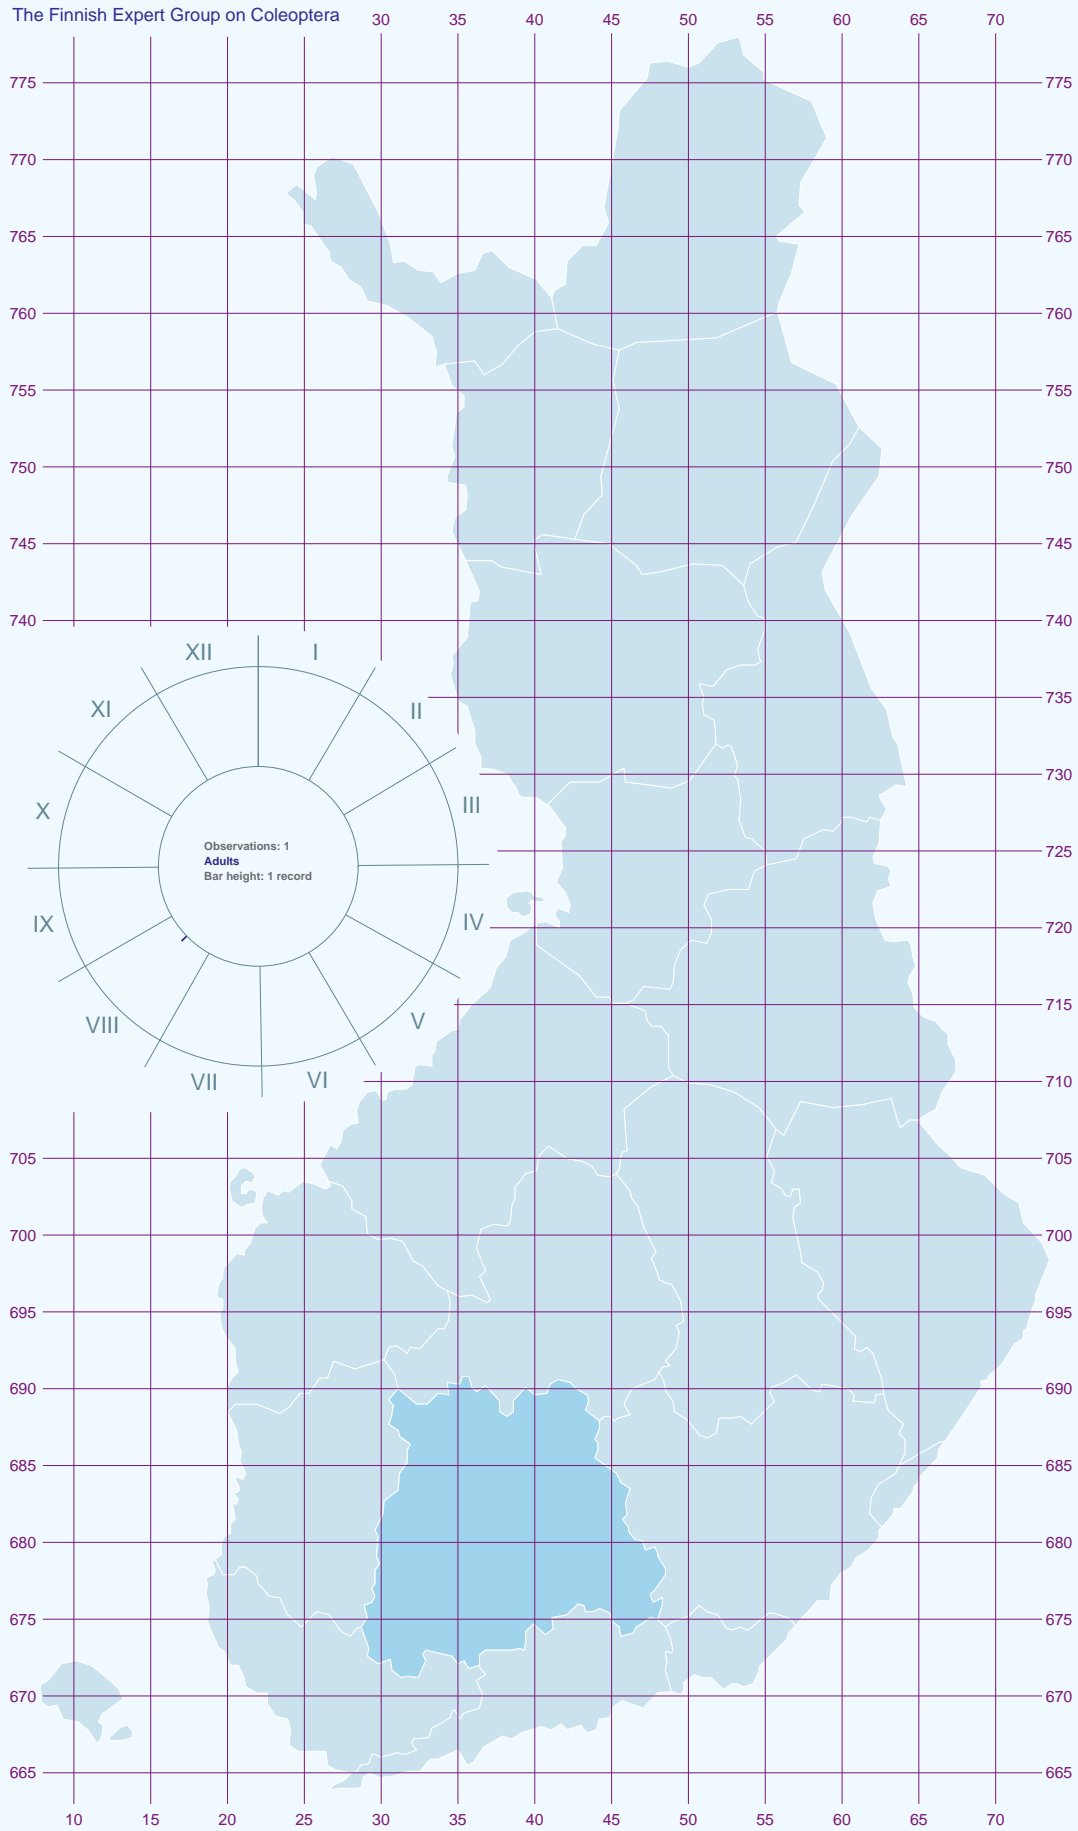 The Finnish Expert Group on Coleoptera
30 35 40 45 50 55 60 65 70
775 775
770 770
765 765
760 760
755 755
750 750
745 745
740 740
XII I
XI II
735
730
X III
Observations: 1
Adults
Bar height: 1 record
725
IX IV
720
VIII V
715
VII VI
710
705 705
700 700
695 695
690 690
685 685
680 680
675 675
670 670
665 665
10 15 20 25 30 35 40 45 50 55 60 65 70